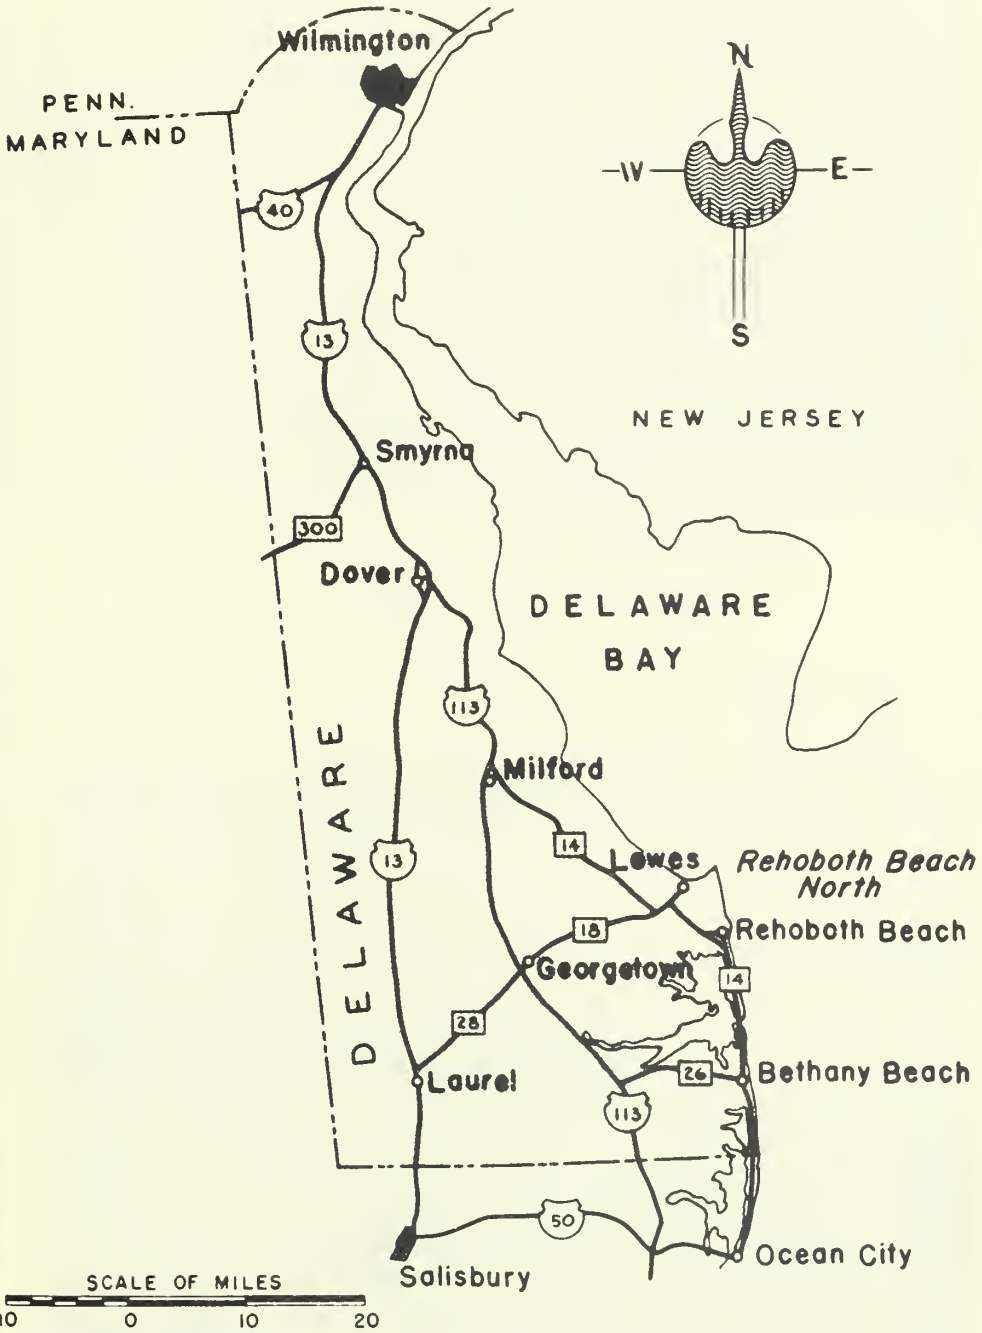 Wilmington
N
PENN.
MARYLAND
W
E
40
13
S
NEW JERSEY
Smyrna
300
Dover
DELAWARE
BAY
113
DELAWARE
Milford
14
13
Lewes
Rehoboth Beach
North
18
Rehoboth Beach
Georgetown
14
28
26
Bethany Beach
Laurel
113
50
Ocean City
Salisbury
SCALE OF MILES
10 0 10 20